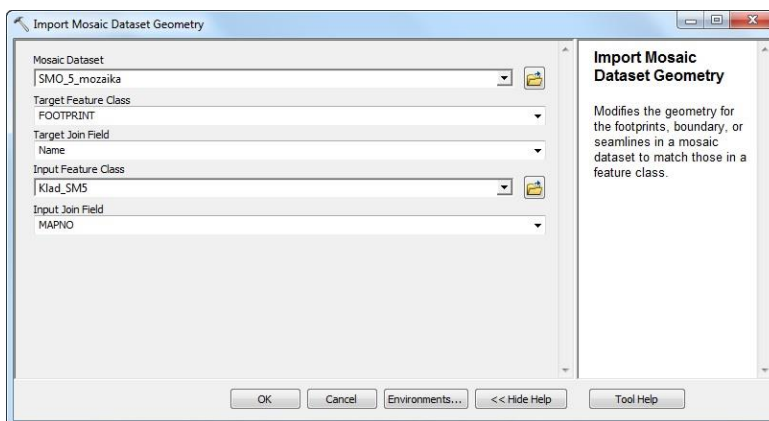 Import Mosaic Dataset Geometry
Mosaic Dataset
SMO_5_mozaika
Target Feature Class
FOOTPRINT
Target Join Field
Name
Input Feature Class
Klad_SM5
Input Join Field
MAPNO
Import Mosaic
Dataset Geometry
Modifies the geometry for
the footprints, boundary, or
seamlines in a mosaic
dataset to match those in a
feature class.
OK
Cancel
Environments...
<< Hide Help
Tool Help